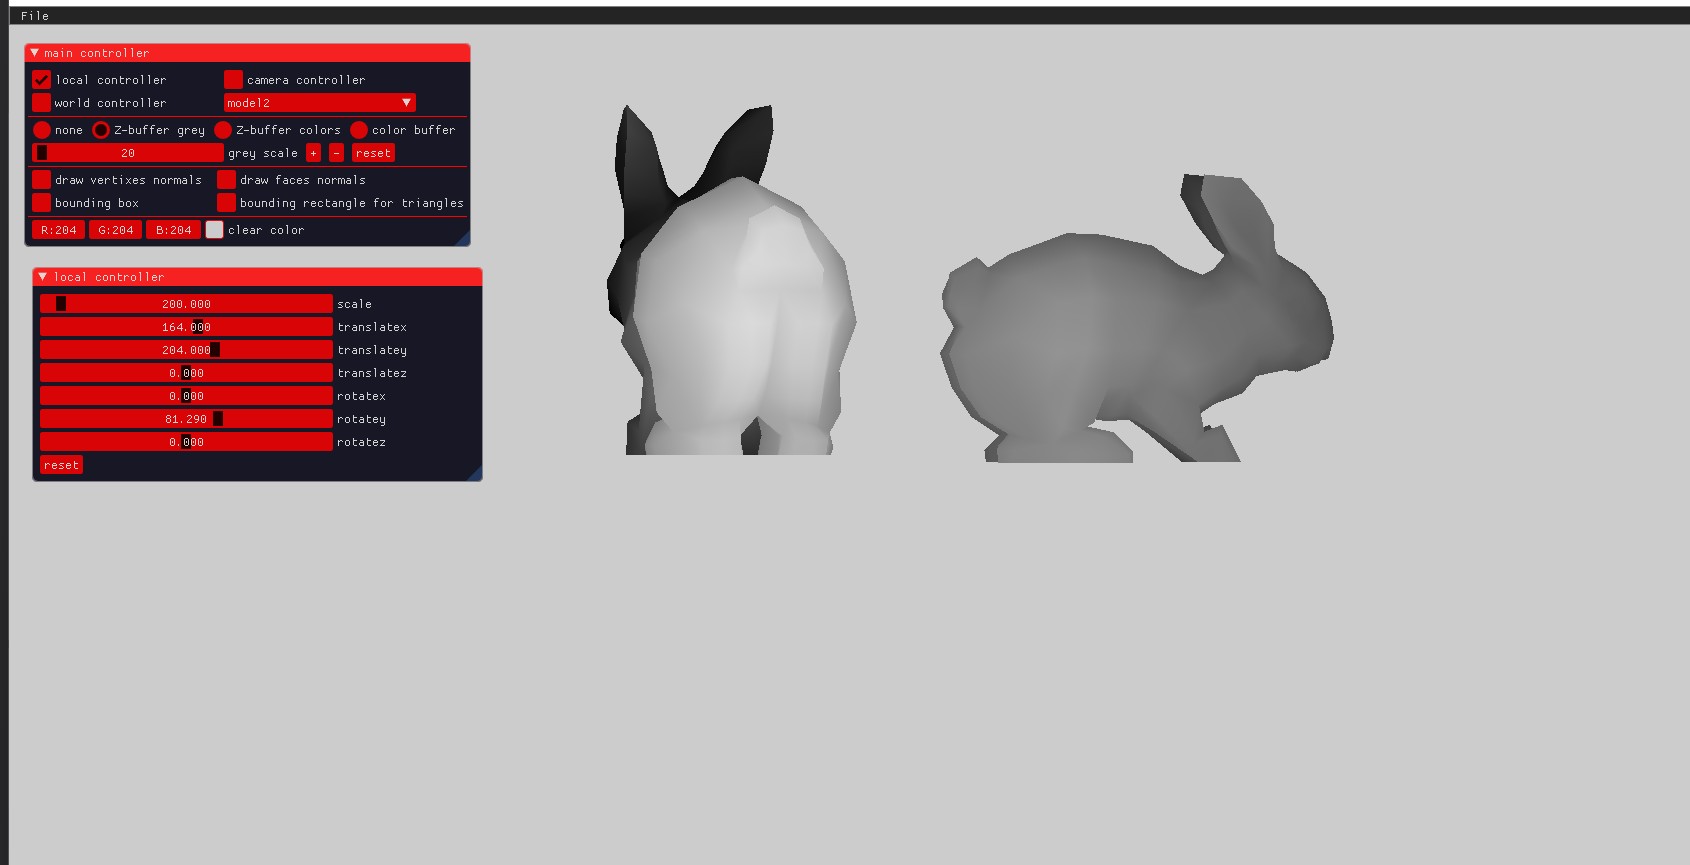 File
main controller
local controller camera controller
world controller model2
none Z-buffer grey Z-buffer colors color buffer
20 grey scale + - reset
draw vertixes normals draw faces normals
bounding box bounding rectangle for triangles
R:204 G:204 B:204 clear color
local controller
200.000 scale
164.000 translatex
204.000 translatey
0.000 translatez
0.000 rotatex
81.290 rotatey
0.000 rotatez
reset